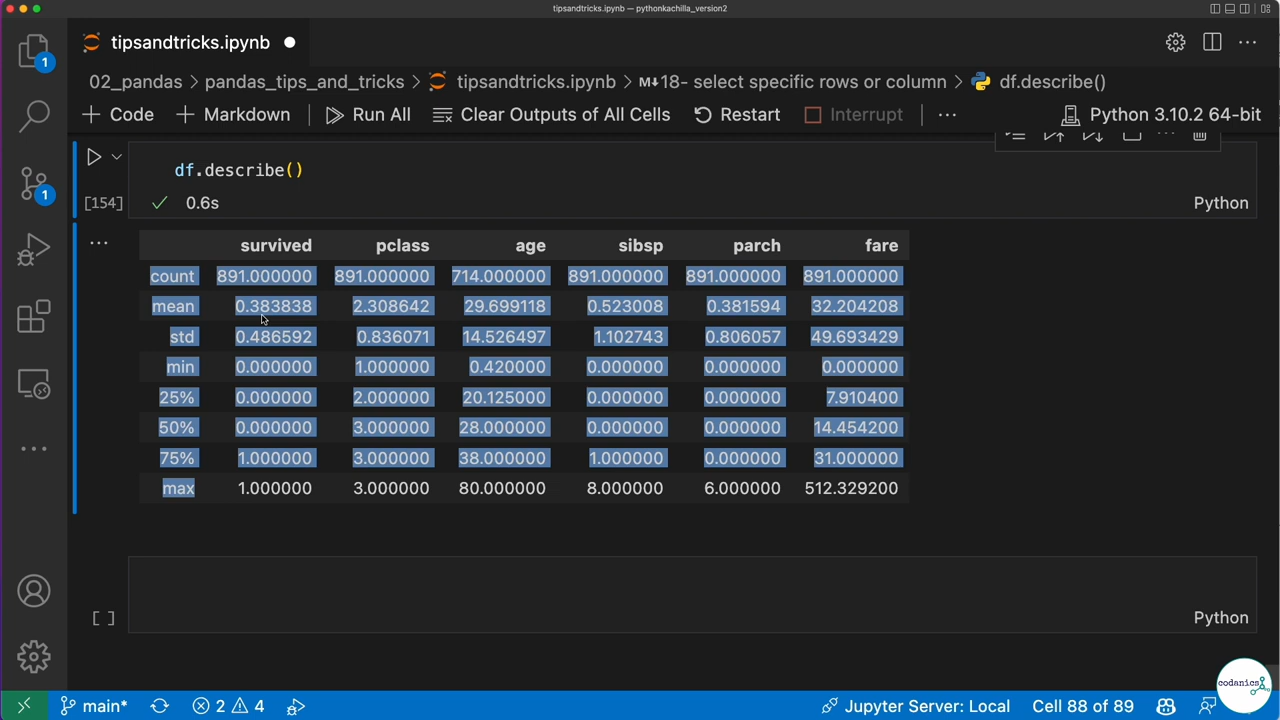 tipsandtricks.ipynb — pythonkachilla_version2
tipsandtricks.ipynb
02_pandas > pandas_tips_and_tricks > tipsandtricks.ipynb > M↓18- select specific rows or column > df.describe()
+ Code + Markdown Run All Clear Outputs of All Cells Restart Interrupt ... Python 3.10.2 64-bit
1
df.describe()
[154] ✓ 0.6s Python
1
... survived pclass age sibsp parch fare
count 891.000000 891.000000 714.000000 891.000000 891.000000 891.000000
mean 0.383838 2.308642 29.699118 0.523008 0.381594 32.204208
std 0.486592 0.836071 14.526497 1.102743 0.806057 49.693429
min 0.000000 1.000000 0.420000 0.000000 0.000000 0.000000
25% 0.000000 2.000000 20.125000 0.000000 0.000000 7.910400
50% 0.000000 3.000000 28.000000 0.000000 0.000000 14.454200
75% 1.000000 3.000000 38.000000 1.000000 0.000000 31.000000
max 1.000000 3.000000 80.000000 8.000000 6.000000 512.329200
[ ] Python
codanics
main* 2 4 Jupyter Server: Local Cell 88 of 89